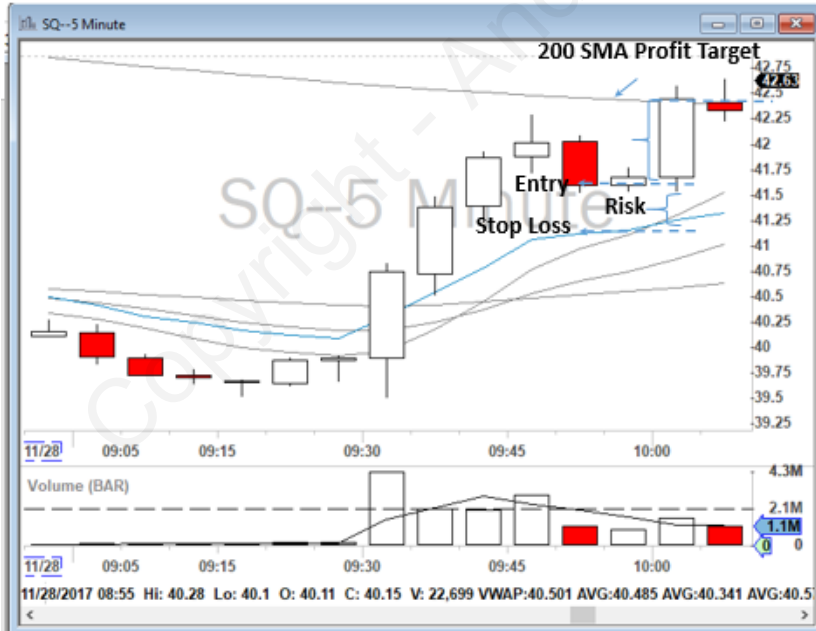 SQ--5 Minute
200 SMA Profit Target
42.75
42.63
42.5
42.25
42
41.75
41.5
41.25
41
40.75
40.5
40.25
40
39.75
39.5
39.25
SQ--5 Minute
Entry
Risk
Stop Loss
Copyright - And
11/28 09:05 09:15 09:30 09:45 10:00
Volume (BAR)
4.3M
2.1M
1.1M
0 0
11/28 09:05 09:15 09:30 09:45 10:00
11/28/2017 08:55 Hi: 40.28 Lo: 40.1 O: 40.11 C: 40.15 V: 22,699 VWAP:40.501 AVG:40.485 AVG:40.341 AVG:40.5